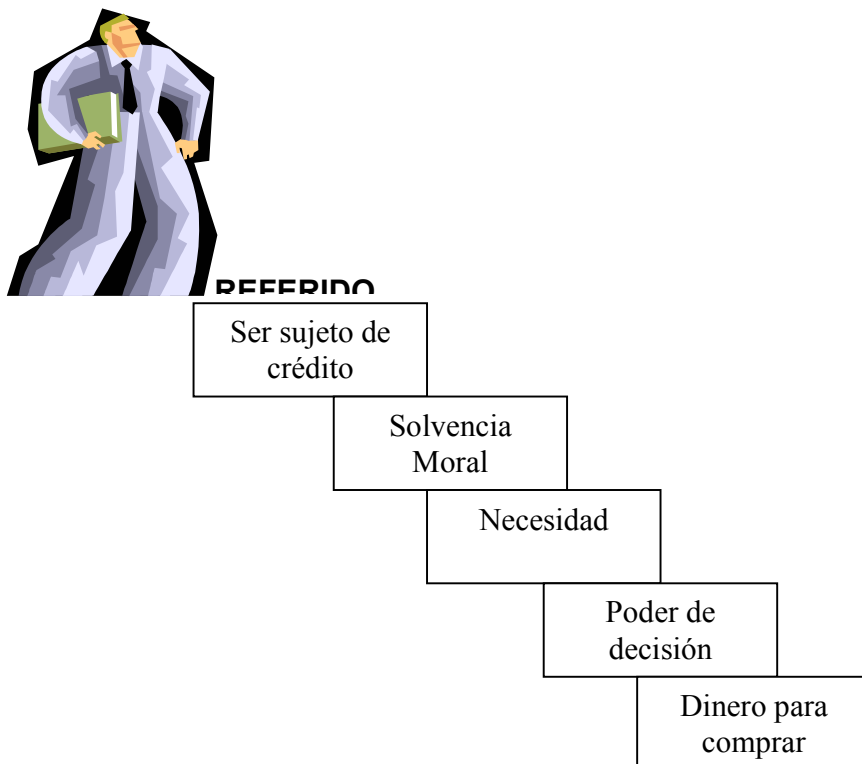 REFERIDO
Ser sujeto de
crédito
Solvencia
Moral
Necesidad
Poder de
decisión
Dinero para
comprar